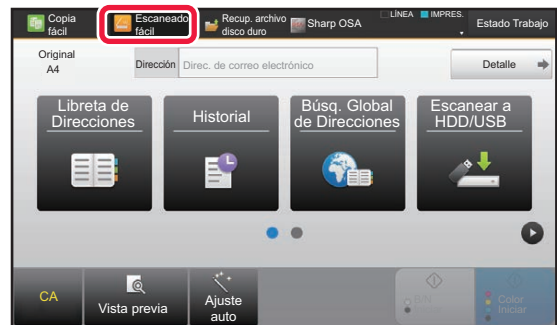 Copia
fácil
Escaneado
fácil
Recup. archivo
disco duro
Sharp OSA
LÍNEA
IMPRES.
Estado Trabajo
Original
A4
Dirección
Direc. de correo electrónico
Detalle
Libreta de
Direcciones
Historial
Búsq. Global
de Direcciones
Escanear a
HDD/USB
CA
Vista previa
Ajuste
auto
B/N
Iniciar
Color
Iniciar